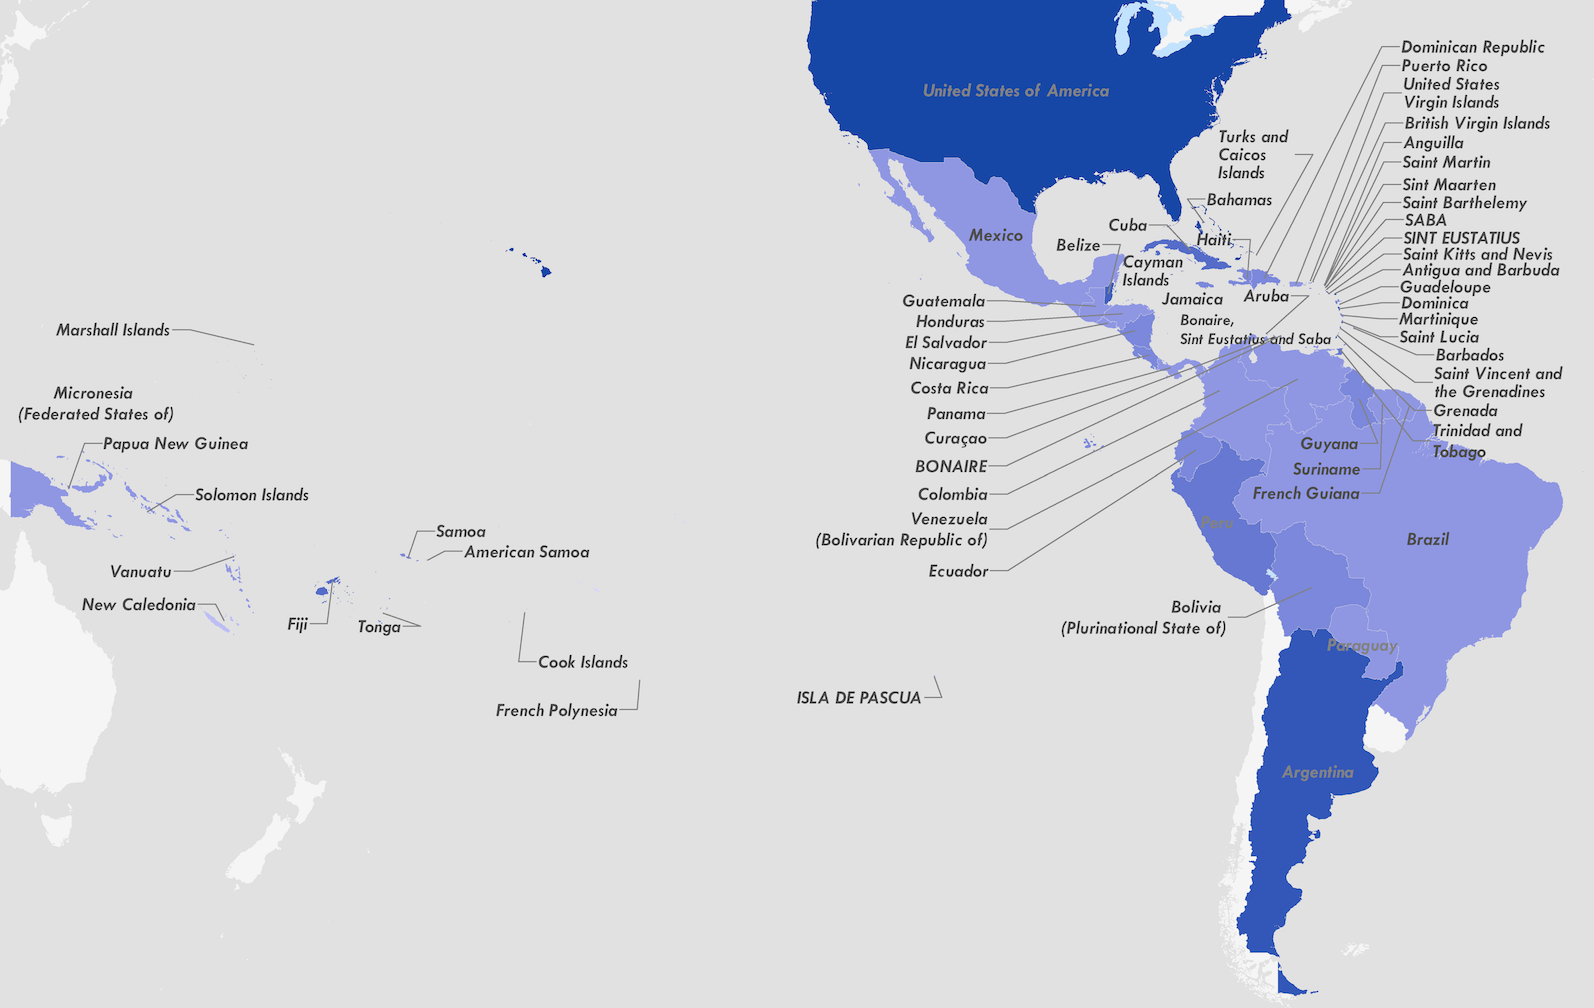 United States of America
Mexico
Dominican Republic
Puerto Rico
United States
Virgin Islands
British Virgin Islands
Anguilla
Saint Martin
Sint Maarten
Saint Barthelemy
SABA
SINT EUSTATIUS
Saint Kitts and Nevis
Antigua and Barbuda
Guadeloupe
Dominica
Martinique
Saint Lucia
Barbados
Saint Vincent and
the Grenadines
Grenada
Trinidad and
Tobago
Turks and
Caicos
Islands
Bahamas
Cuba
Haiti
Belize
Cayman
Islands
Jamaica
Aruba
Bonaire,
Sint Eustatius and Saba
Guatemala
Honduras
El Salvador
Nicaragua
Costa Rica
Panama
Curaçao
BONAIRE
Colombia
Venezuela
(Bolivarian Republic of)
Ecuador
Guyana
Suriname
French Guiana
Peru
Brazil
Bolivia
(Plurinational State of)
Paraguay
Argentina
ISLA DE PASCUA
Marshall Islands
Micronesia
(Federated States of)
Papua New Guinea
Solomon Islands
Samoa
American Samoa
Vanuatu
New Caledonia
Fiji
Tonga
Cook Islands
French Polynesia